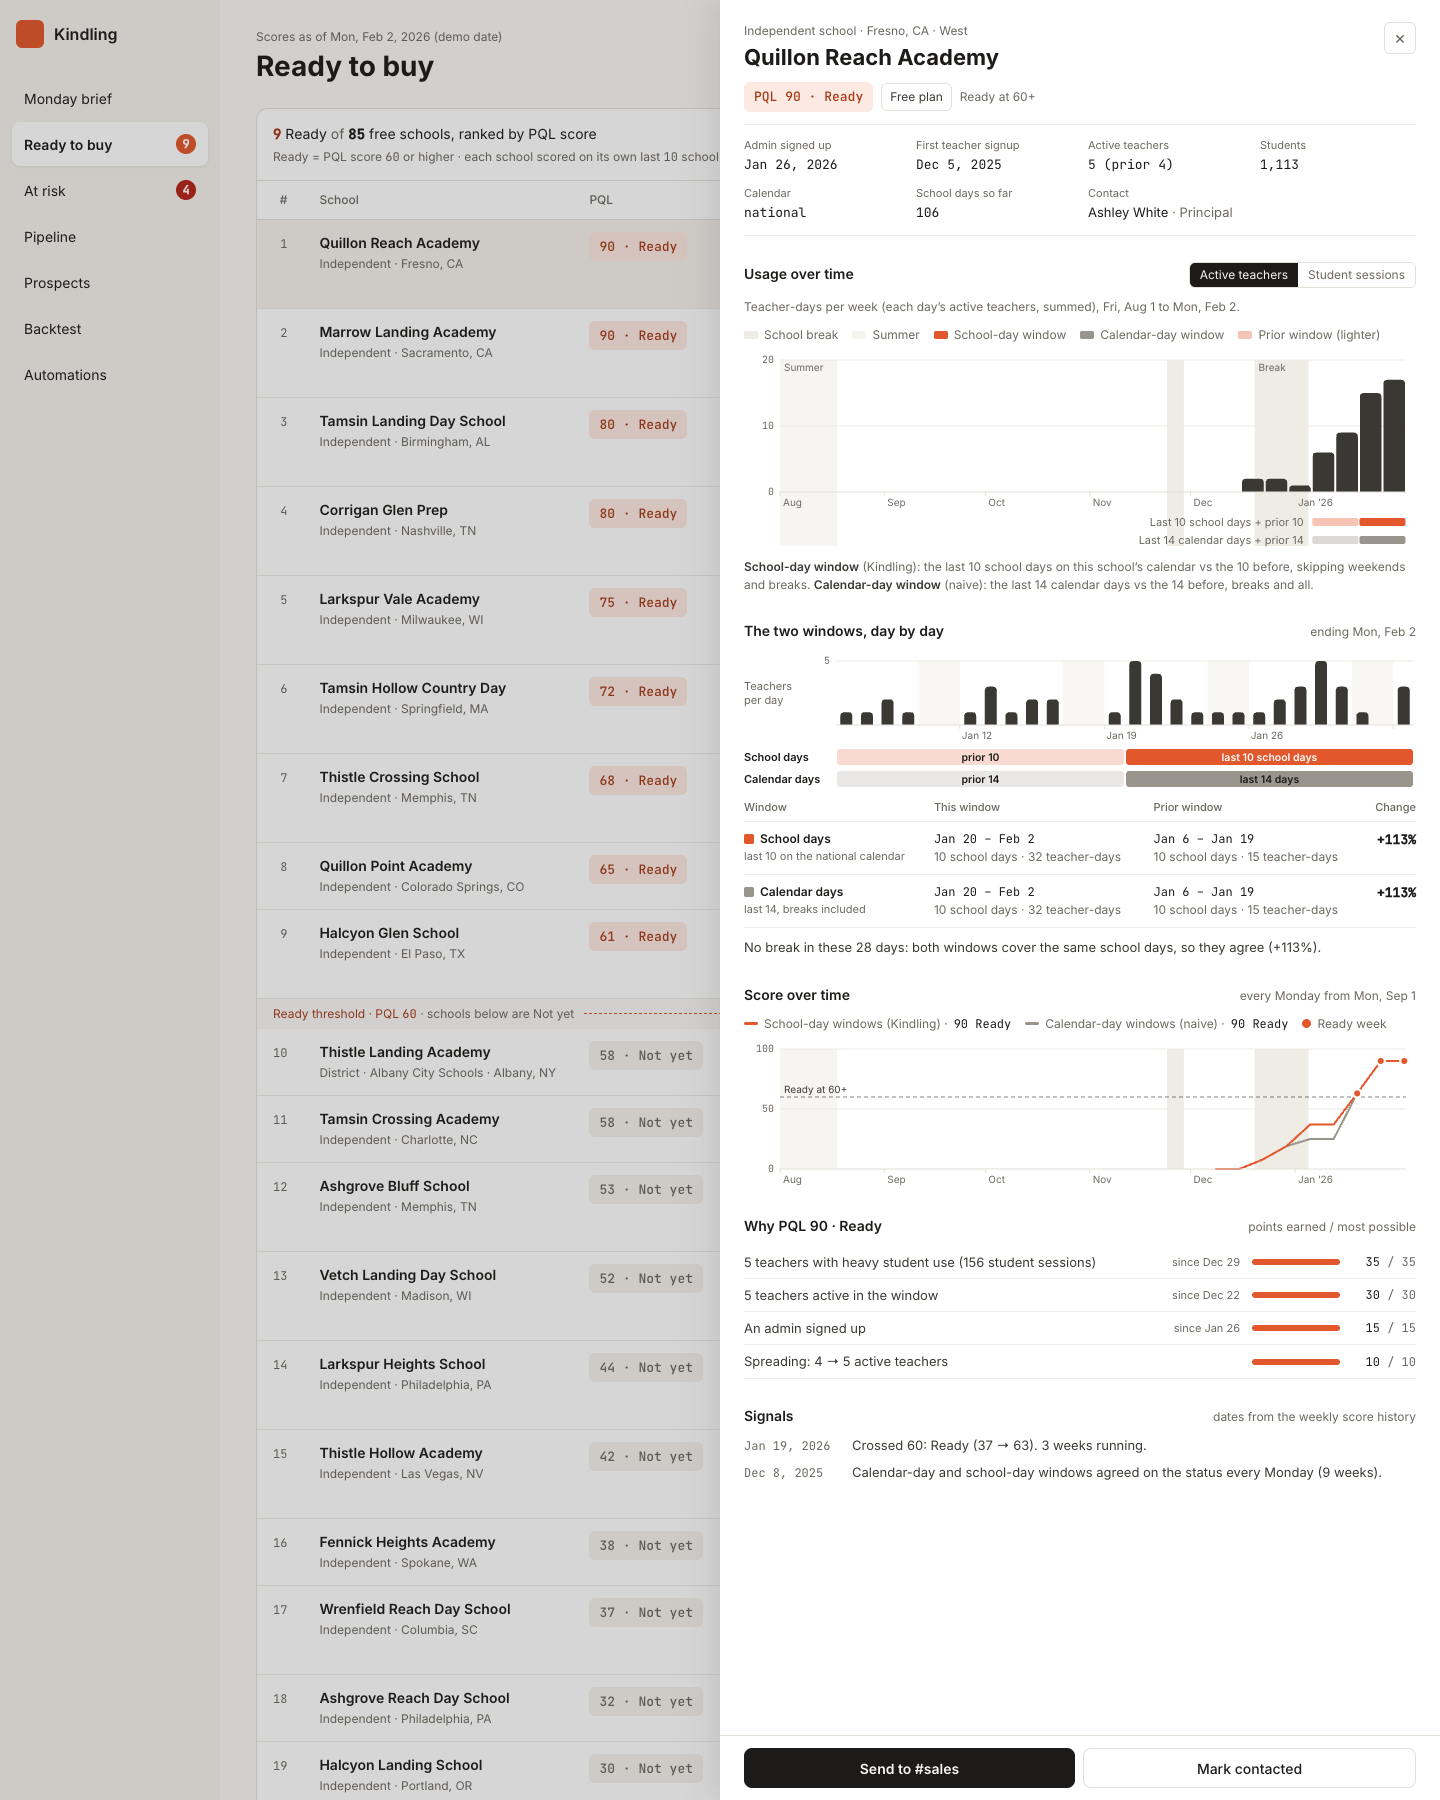 Kindling
Monday brief
Ready to buy 9
At risk 4
Pipeline
Prospects
Backtest
Automations
Scores as of Mon, Feb 2, 2026 (demo date)
Ready to buy
9 Ready of 85 free schools, ranked by PQL score
Ready = PQL score 60 or higher · each school scored on its own last 10 school
# School PQL
1 Quillon Reach Academy 90 · Ready
Independent · Fresno, CA
2 Marrow Landing Academy 90 · Ready
Independent · Sacramento, CA
3 Tamsin Landing Day School 80 · Ready
Independent · Birmingham, AL
4 Corrigan Glen Prep 80 · Ready
Independent · Nashville, TN
5 Larkspur Vale Academy 75 · Ready
Independent · Milwaukee, WI
6 Tamsin Hollow Country Day 72 · Ready
Independent · Springfield, MA
7 Thistle Crossing School 68 · Ready
Independent · Memphis, TN
8 Quillon Point Academy 65 · Ready
Independent · Colorado Springs, CO
9 Halcyon Glen School 61 · Ready
Independent · El Paso, TX
Ready threshold · PQL 60 · schools below are Not yet
10 Thistle Landing Academy 58 · Not yet
District · Albany City Schools · Albany, NY
11 Tamsin Crossing Academy 58 · Not yet
Independent · Charlotte, NC
12 Ashgrove Bluff School 53 · Not yet
Independent · Memphis, TN
13 Vetch Landing Day School 52 · Not yet
Independent · Madison, WI
14 Larkspur Heights School 44 · Not yet
Independent · Philadelphia, PA
15 Thistle Hollow Academy 42 · Not yet
Independent · Las Vegas, NV
16 Fennick Heights Academy 38 · Not yet
Independent · Spokane, WA
17 Wrenfield Reach Day School 37 · Not yet
Independent · Columbia, SC
18 Ashgrove Reach Day School 32 · Not yet
Independent · Philadelphia, PA
19 Halcyon Landing School 30 · Not yet
Independent · Portland, OR
Independent school · Fresno, CA · West
Quillon Reach Academy
PQL 90 · Ready Free plan Ready at 60+
Admin signed up First teacher signup Active teachers Students
Jan 26, 2026 Dec 5, 2025 5 (prior 4) 1,113
Calendar School days so far Contact
national 106 Ashley White · Principal
Usage over time Active teachers Student sessions
Teacher-days per week (each day's active teachers, summed), Fri, Aug 1 to Mon, Feb 2.
School break Summer School-day window Calendar-day window Prior window (lighter)
20
Summer Break
10
0
Aug Sep Oct Nov Dec Jan '26
Last 10 school days + prior 10
Last 14 calendar days + prior 14
School-day window (Kindling): the last 10 school days on this school's calendar vs the 10 before, skipping weekends
and breaks. Calendar-day window (naive): the last 14 calendar days vs the 14 before, breaks and all.
The two windows, day by day ending Mon, Feb 2
5
Teachers
per day
Jan 12 Jan 19 Jan 26
School days prior 10 last 10 school days
Calendar days prior 14 last 14 days
Window This window Prior window Change
School days Jan 20 – Feb 2 Jan 6 – Jan 19 +113%
last 10 on the national calendar 10 school days · 32 teacher-days 10 school days · 15 teacher-days
Calendar days Jan 20 – Feb 2 Jan 6 – Jan 19 +113%
last 14, breaks included 10 school days · 32 teacher-days 10 school days · 15 teacher-days
No break in these 28 days: both windows cover the same school days, so they agree (+113%).
Score over time every Monday from Mon, Sep 1
School-day windows (Kindling) · 90 Ready Calendar-day windows (naive) · 90 Ready Ready week
100
Ready at 60+
50
0
Aug Sep Oct Nov Dec Jan '26
Why PQL 90 · Ready points earned / most possible
5 teachers with heavy student use (156 student sessions) since Dec 29 35 / 35
5 teachers active in the window since Dec 22 30 / 30
An admin signed up since Jan 26 15 / 15
Spreading: 4 → 5 active teachers 10 / 10
Signals dates from the weekly score history
Jan 19, 2026 Crossed 60: Ready (37 → 63). 3 weeks running.
Dec 8, 2025 Calendar-day and school-day windows agreed on the status every Monday (9 weeks).
Send to #sales Mark contacted